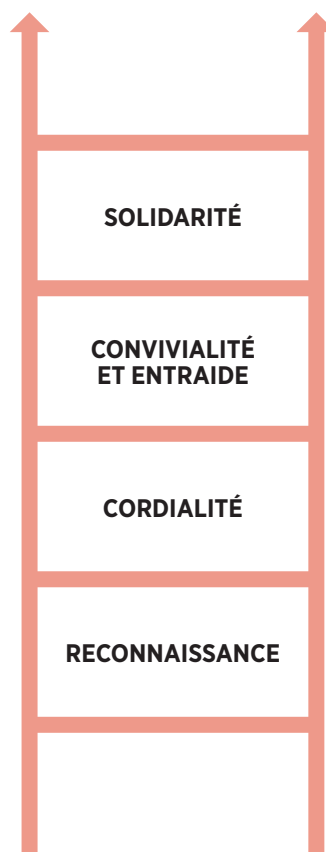 SOLIDARITÉ
CONVIVIALITÉ
ET ENTRAIDE
CORDIALITÉ
RECONNAISSANCE